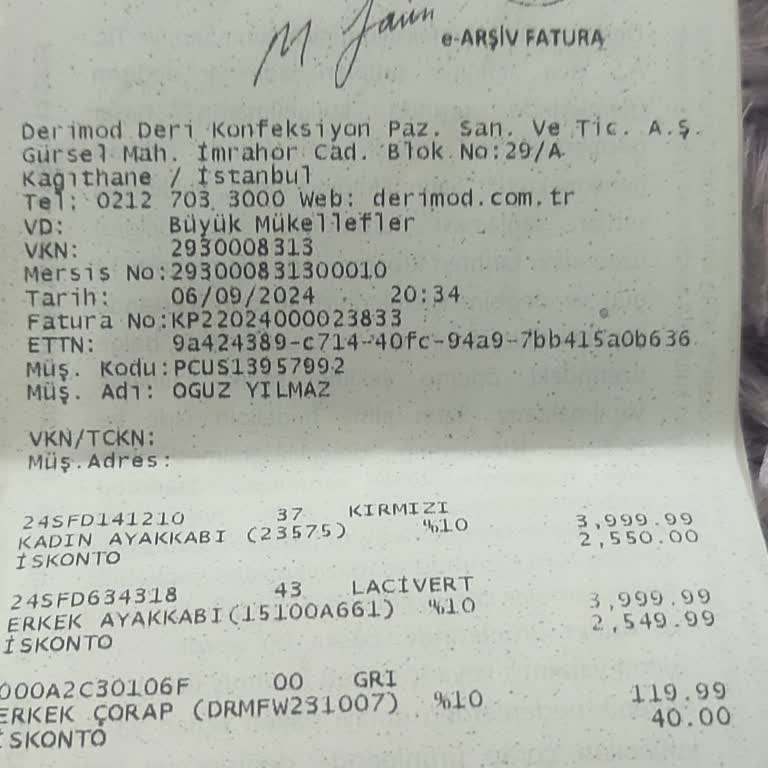 e-ARŞİV FATURA
Derimod Deri Konfeksiyon Paz. San. Ve Tic. A.Ş.
Gürsel Mah. İmrahor Cad. Blok No:29/A
Kağıthane / İstanbul
Tel: 0212 703 3000 Web: derimod.com.tr
VD: Büyük Mükellefler
VKN: 2930008313
Mersis No:293000831300010
Tarih: 06/09/2024 20:34
Fatura No:KP22024000023833
ETTN: 9a424389-c714-40fc-94a9-7bb415a0b636
Müş. Kodu:PCUS13957992
Müş. Adı: OGUZ YILMAZ
VKN/TCKN:
Müş.Adres:
24SFD141210 37 KIRMIZI 3,999.99
KADIN AYAKKABI (23575) %10 2,550.00
İSKONTO
24SFD634318 43 LACİVERT 3,999.99
ERKEK AYAKKABI(15100A661) %10 2,549.99
İSKONTO
000A2C30106F 00 GRI 119.99
ERKEK ÇORAP (DRMFW231007) %10 40.00
İSKONTO